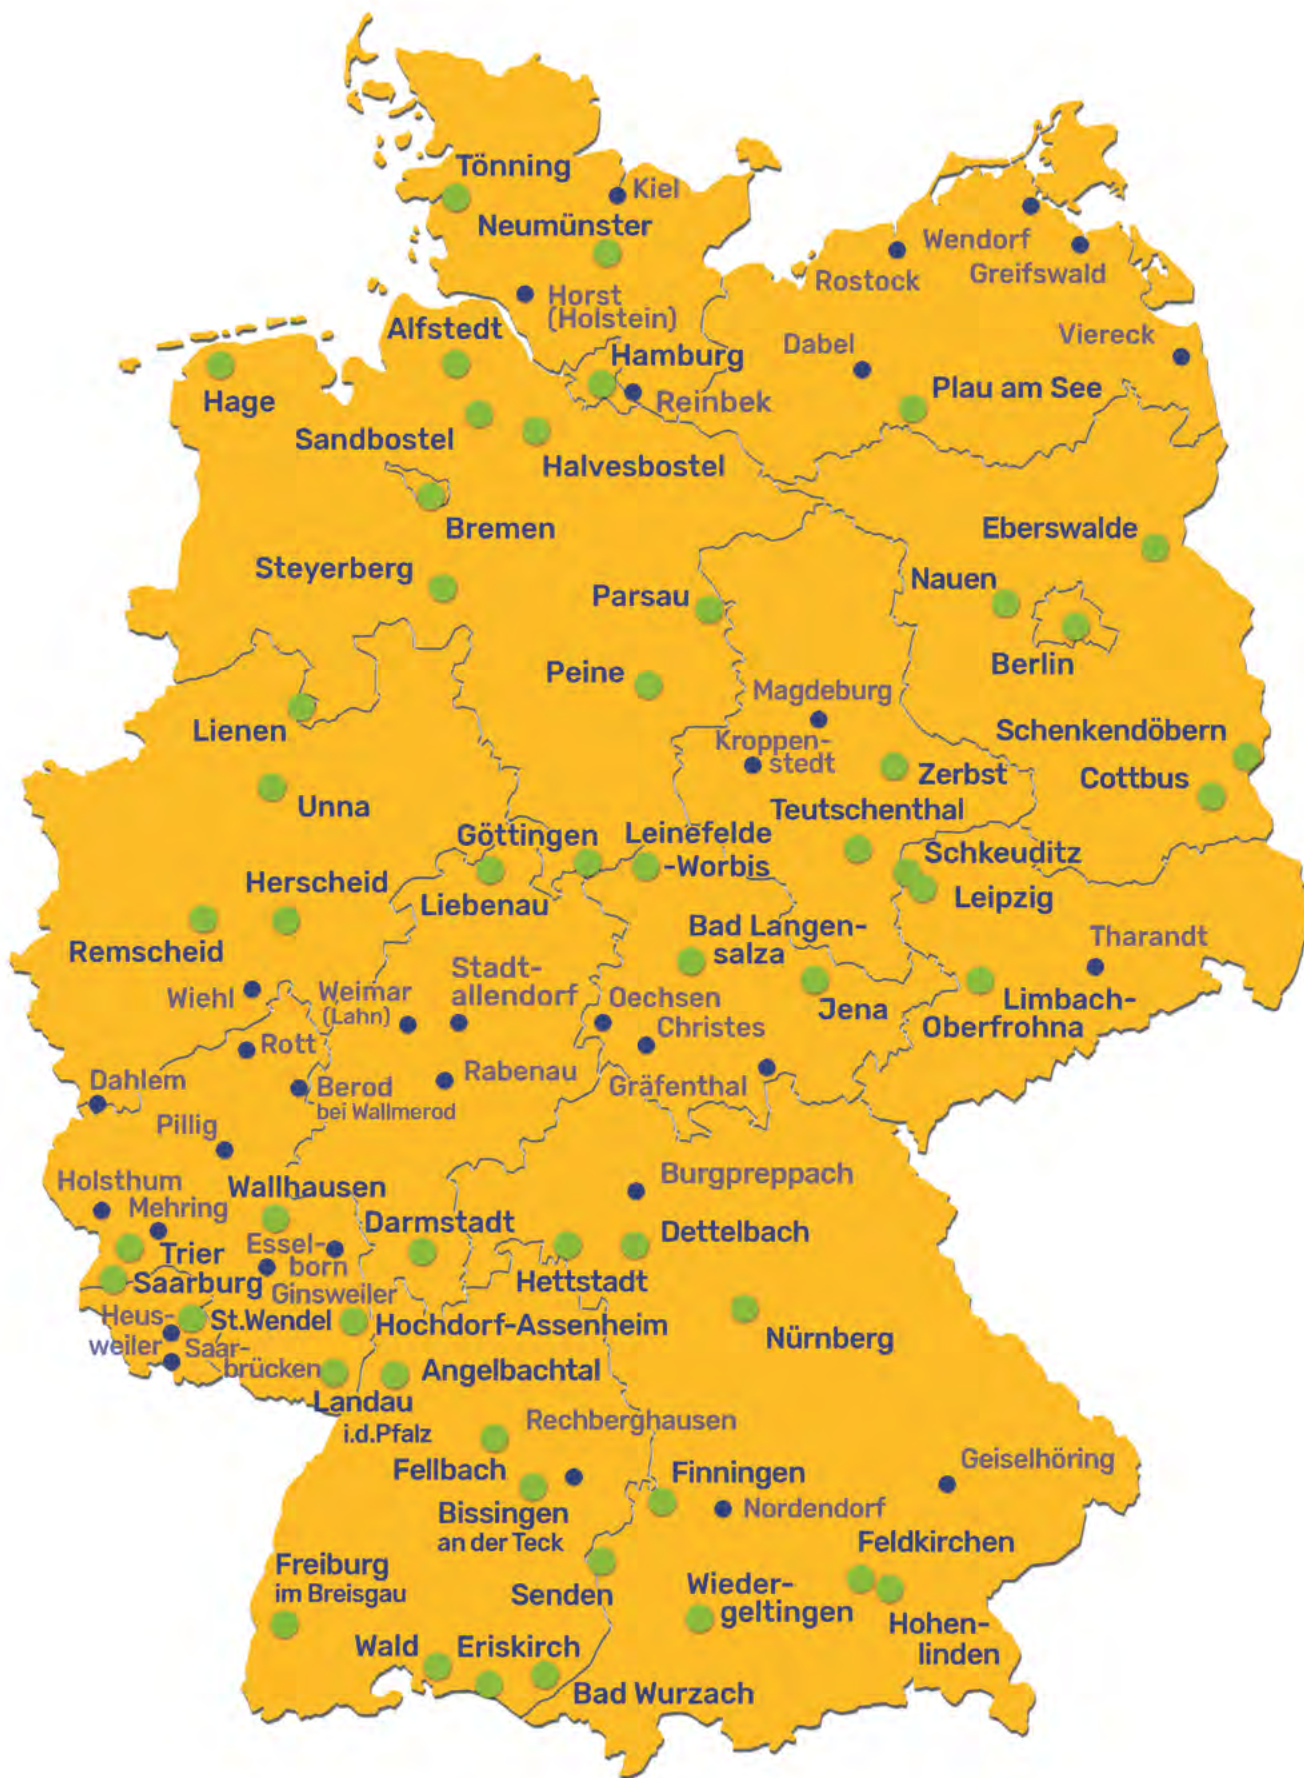 Tönning
Kiel
Neumünster
Wendorf
Greifswald
Rostock
Horst
(Holstein)
Alfstedt
Hamburg
Dabel
Viereck
Hage
Reinbek
Plau am See
Sandbostel
Halvesbostel
Bremen
Eberswalde
Steyerberg
Nauen
Parsau
Berlin
Peine
Magdeburg
Lienen
Schenkendöbern
Kroppen-
stedt
Zerbst
Cottbus
Unna
Teutschenthal
Göttingen
Leinefelde
-Worbis
Schkeuditz
Leipzig
Herscheid
Liebenau
Remscheid
Bad Langen-
salza
Tharandt
Wiehl
Weimar
(Lahn)
Stadt-
allendorf
Oechsen
Jena
Limbach-
Oberfrohna
Christes
Rott
Dahlem
Berod
bei Wallmerod
Rabenau
Gräfenthal
Pillig
Holsthum
Mehring
Wallhausen
Burgpreppach
Trier
Essel-
born
Darmstadt
Dettelbach
Saarburg
Ginsweiler
Hettstadt
Heus-
weiler
St.Wendel
Hochdorf-Assenheim
Nürnberg
Saar-
brücken
Angelbachtal
Landau
i.d.Pfalz
Rechberghausen
Fellbach
Finningen
Geiselhöring
Bissingen
an der Teck
Nordendorf
Feldkirchen
Freiburg
im Breisgau
Senden
Wieder-
geltingen
Hohen-
linden
Wald
Eriskirch
Bad Wurzach